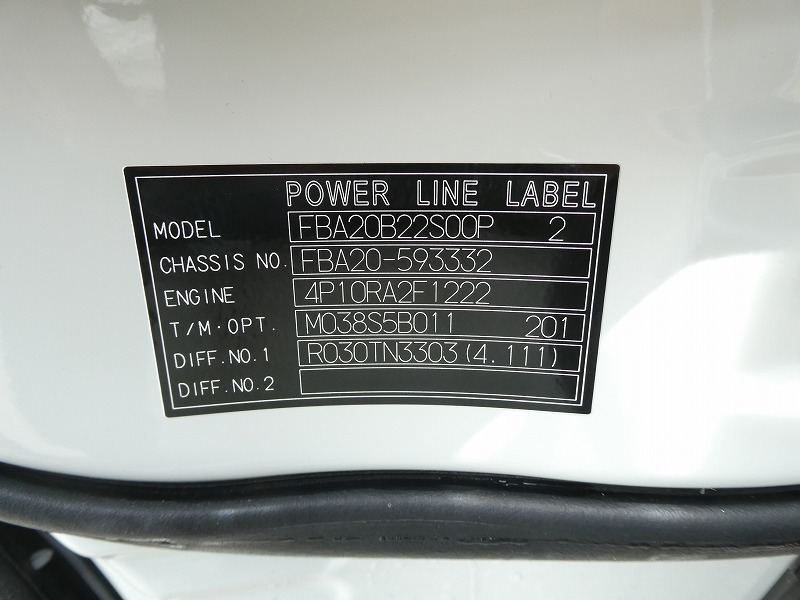 POWER LINE LABEL
MODEL FBA20B22S00P 2
CHASSIS NO. FBA20-593332
ENGINE 4P10RA2F1222
T/M·OPT. M038S5B011 201
DIFF.NO.1 R030TN3303(4.111)
DIFF.NO.2